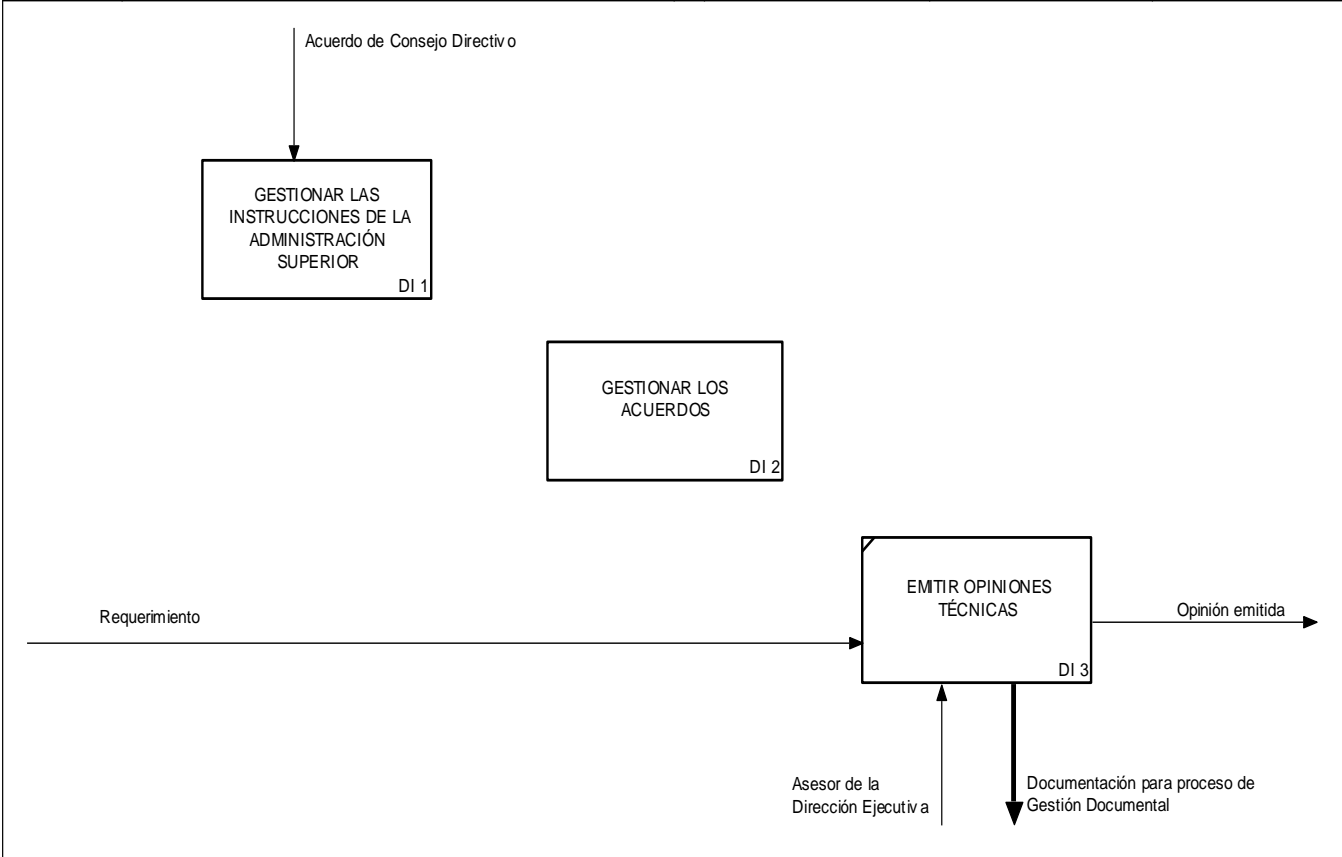 Acuerdo de Consejo Directivo
GESTIONAR LAS
INSTRUCCIONES DE LA
ADMINISTRACIÓN
SUPERIOR
DI 1
GESTIONAR LOS
ACUERDOS
DI 2
EMITIR OPINIONES
TÉCNICAS
DI 3
Requerimiento
Opinión emitida
Asesor de la
Dirección Ejecutiva
Documentación para proceso de
Gestión Documental